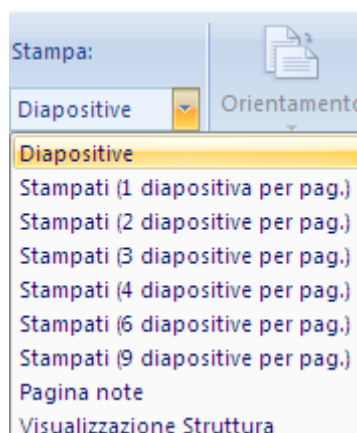 Stampa:
Diapositive
Orientamento
Diapositive
Stampati (1 diapositiva per pag.)
Stampati (2 diapositive per pag.)
Stampati (3 diapositive per pag.)
Stampati (4 diapositive per pag.)
Stampati (6 diapositive per pag.)
Stampati (9 diapositive per pag.)
Pagina note
Visualizzazione Struttura